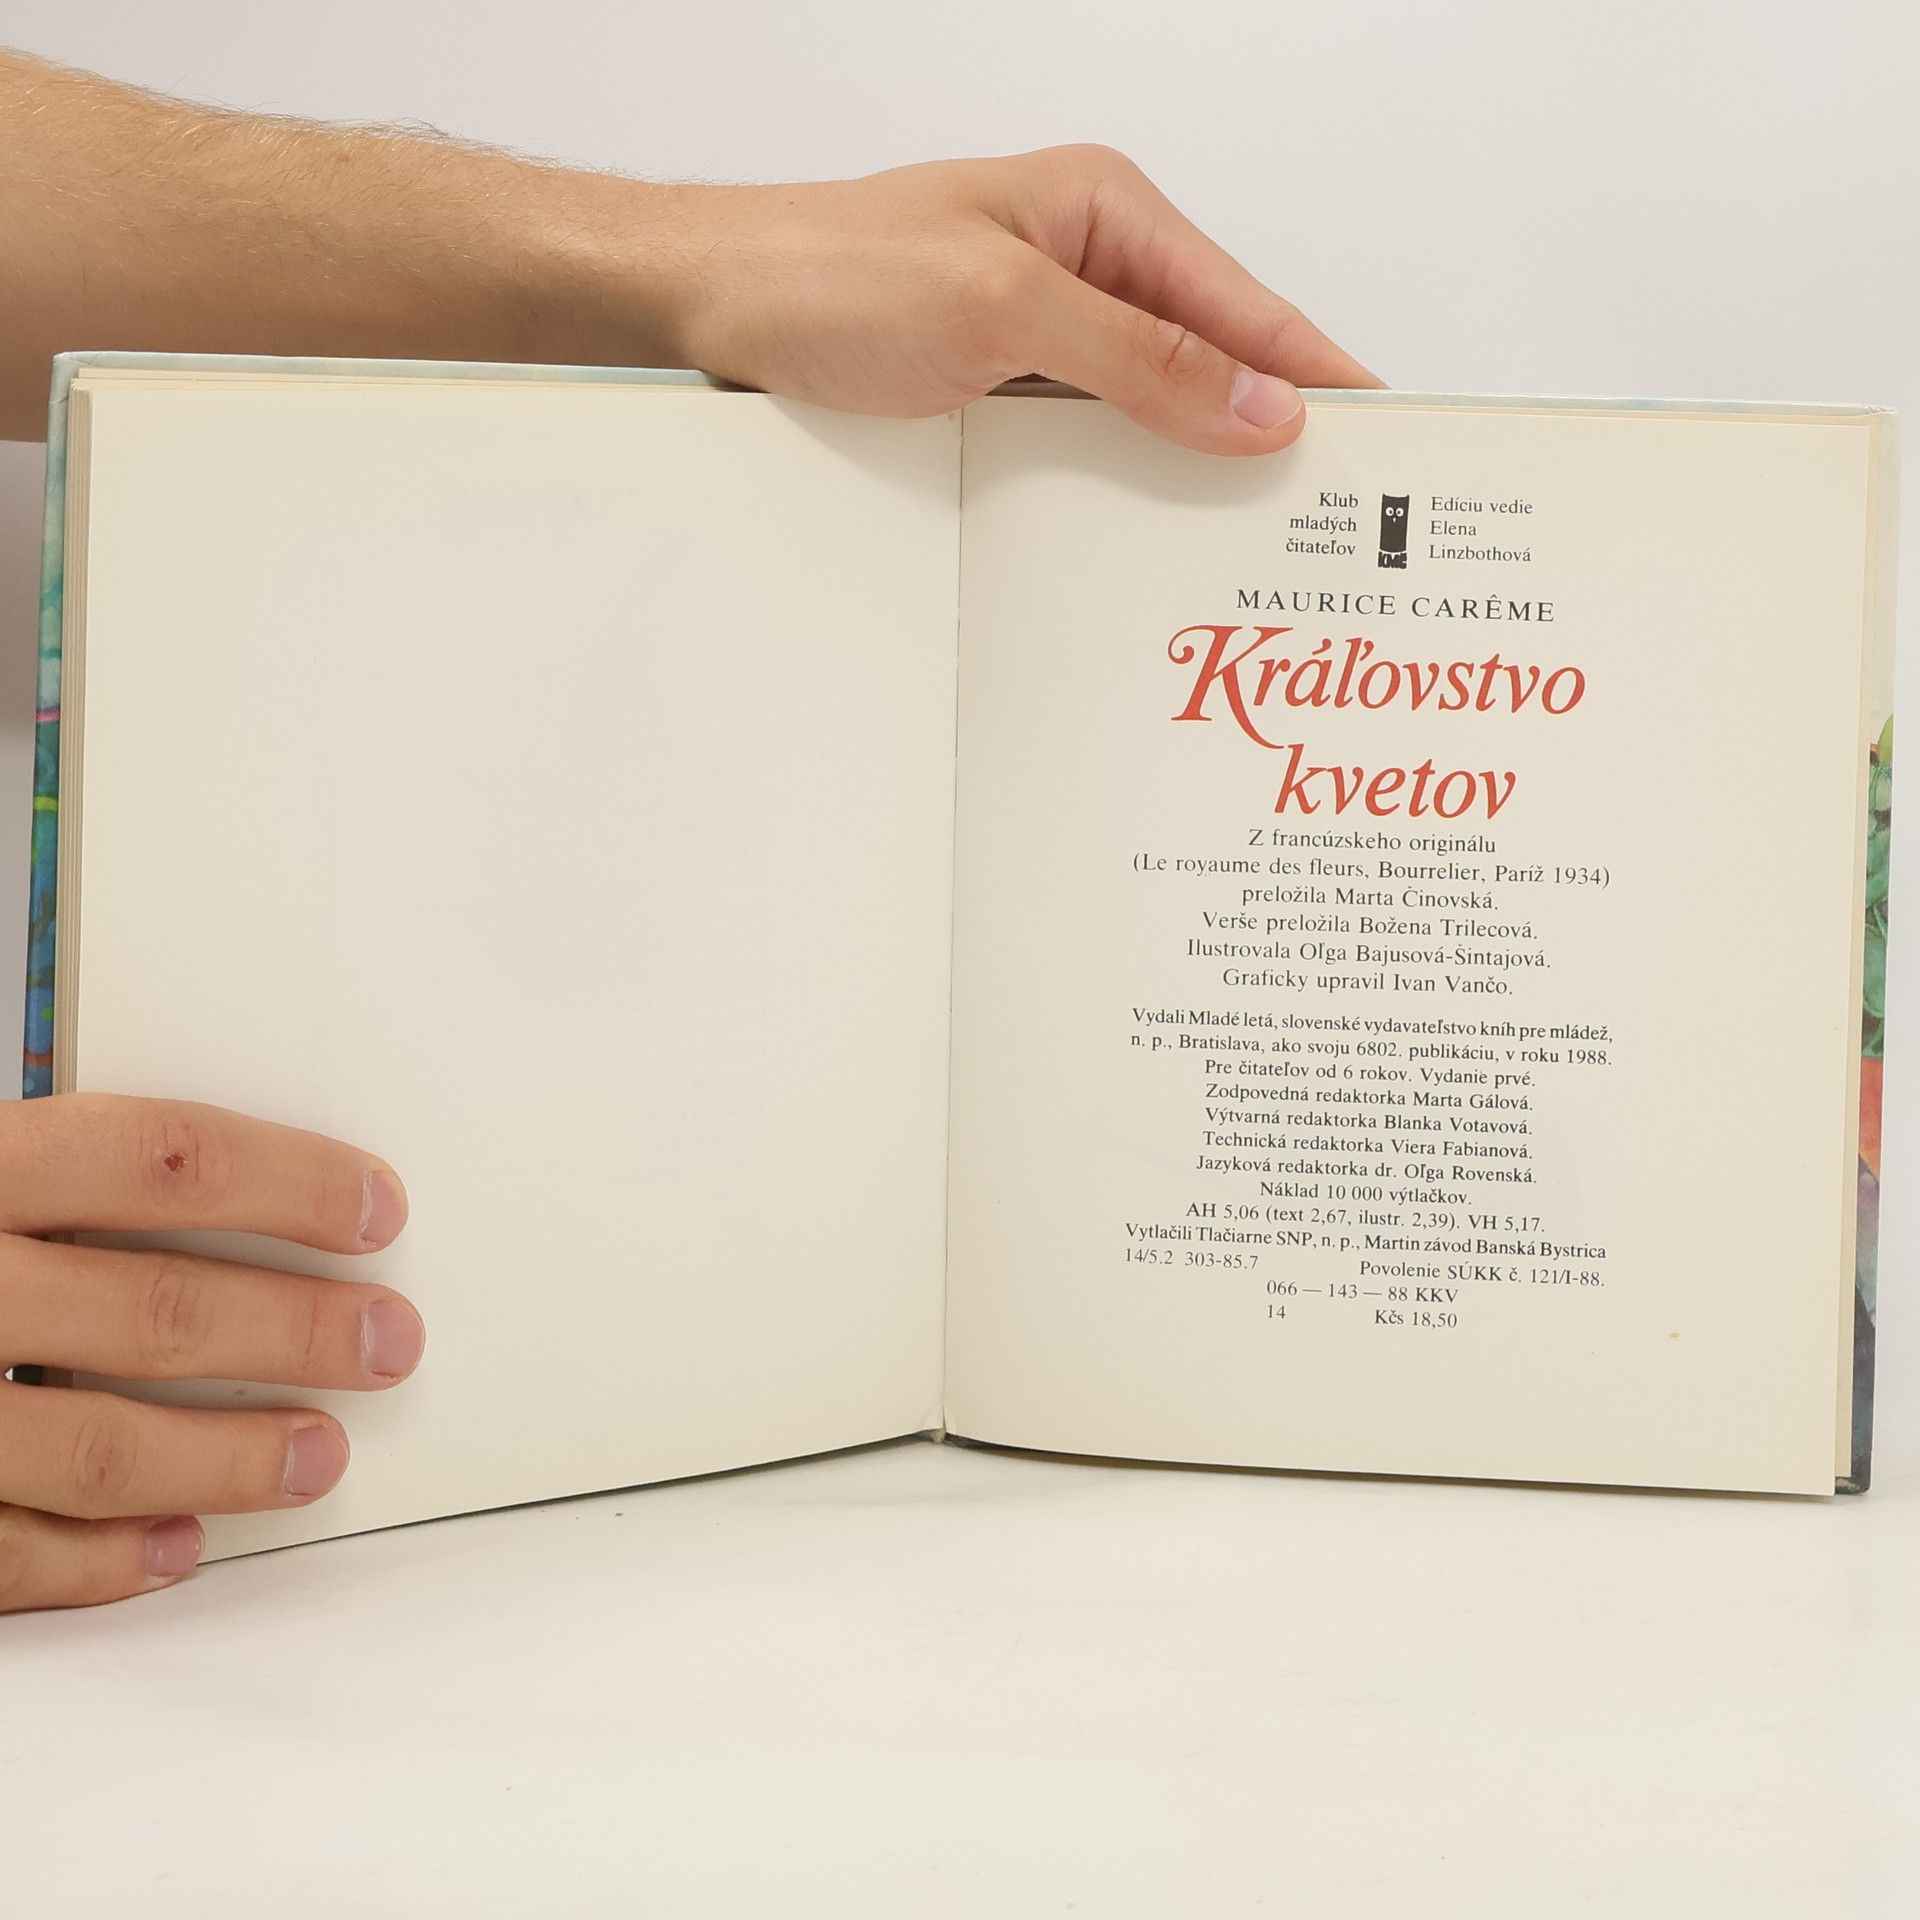 Klub
mladých
čitateľov
KMČ
Edíciu vedie
Elena
Linzbothová
MAURICE CARÊME
Kráľovstvo
kvetov
Z francúzskeho originálu
(Le royaume des fleurs, Bourrelier, Paríž 1934)
preložila Marta Činovská.
Verše preložila Božena Trilecová.
Ilustrovala Oľga Bajusová-Šintajová.
Graficky upravil Ivan Vančo.
Vydali Mladé letá, slovenské vydavateľstvo kníh pre mládež,
n. p., Bratislava, ako svoju 6802. publikáciu, v roku 1988.
Pre čitateľov od 6 rokov. Vydanie prvé.
Zodpovedná redaktorka Marta Gálová.
Výtvarná redaktorka Blanka Votavová.
Technická redaktorka Viera Fabianová.
Jazyková redaktorka dr. Oľga Rovenská.
Náklad 10 000 výtlačkov.
AH 5,06 (text 2,67, ilustr. 2,39). VH 5,17.
Vytlačili Tlačiarne SNP, n. p., Martin závod Banská Bystrica
14/5.2 303-85.7 Povolenie SÚKK č. 121/I-88.
066 — 143 — 88 KKV
14 Kčs 18,50